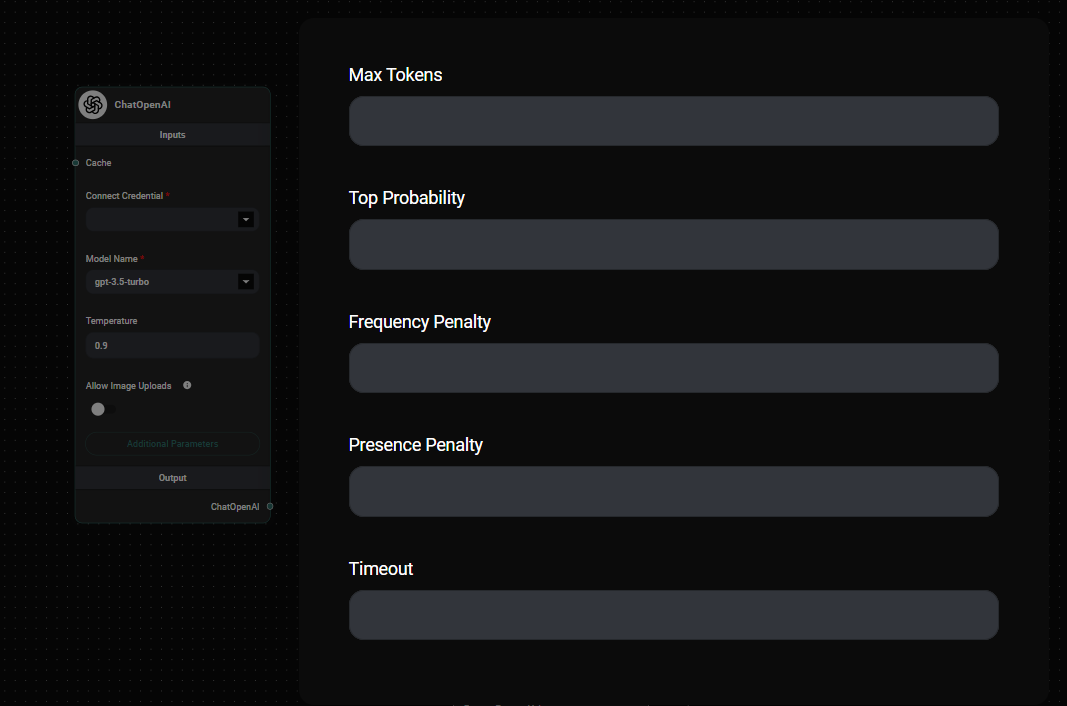 ChatOpenAI
Inputs
Cache
Connect Credential *
Model Name *
gpt-3.5-turbo
Temperature
0.9
Allow Image Uploads
Additional Parameters
Output
ChatOpenAI
Max Tokens
Top Probability
Frequency Penalty
Presence Penalty
Timeout